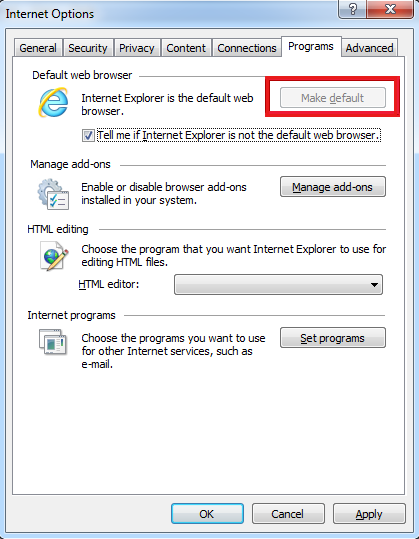 Internet Options
General Security Privacy Content Connections Programs Advanced
Default web browser
Internet Explorer is the default web
browser.
Make default
Tell me if Internet Explorer is not the default web browser.
Manage add-ons
Enable or disable browser add-ons
installed in your system.
Manage add-ons
HTML editing
Choose the program that you want Internet Explorer to use for
editing HTML files.
HTML editor:
Internet programs
Choose the programs you want to use
for other Internet services, such as
e-mail.
Set programs
OK Cancel Apply